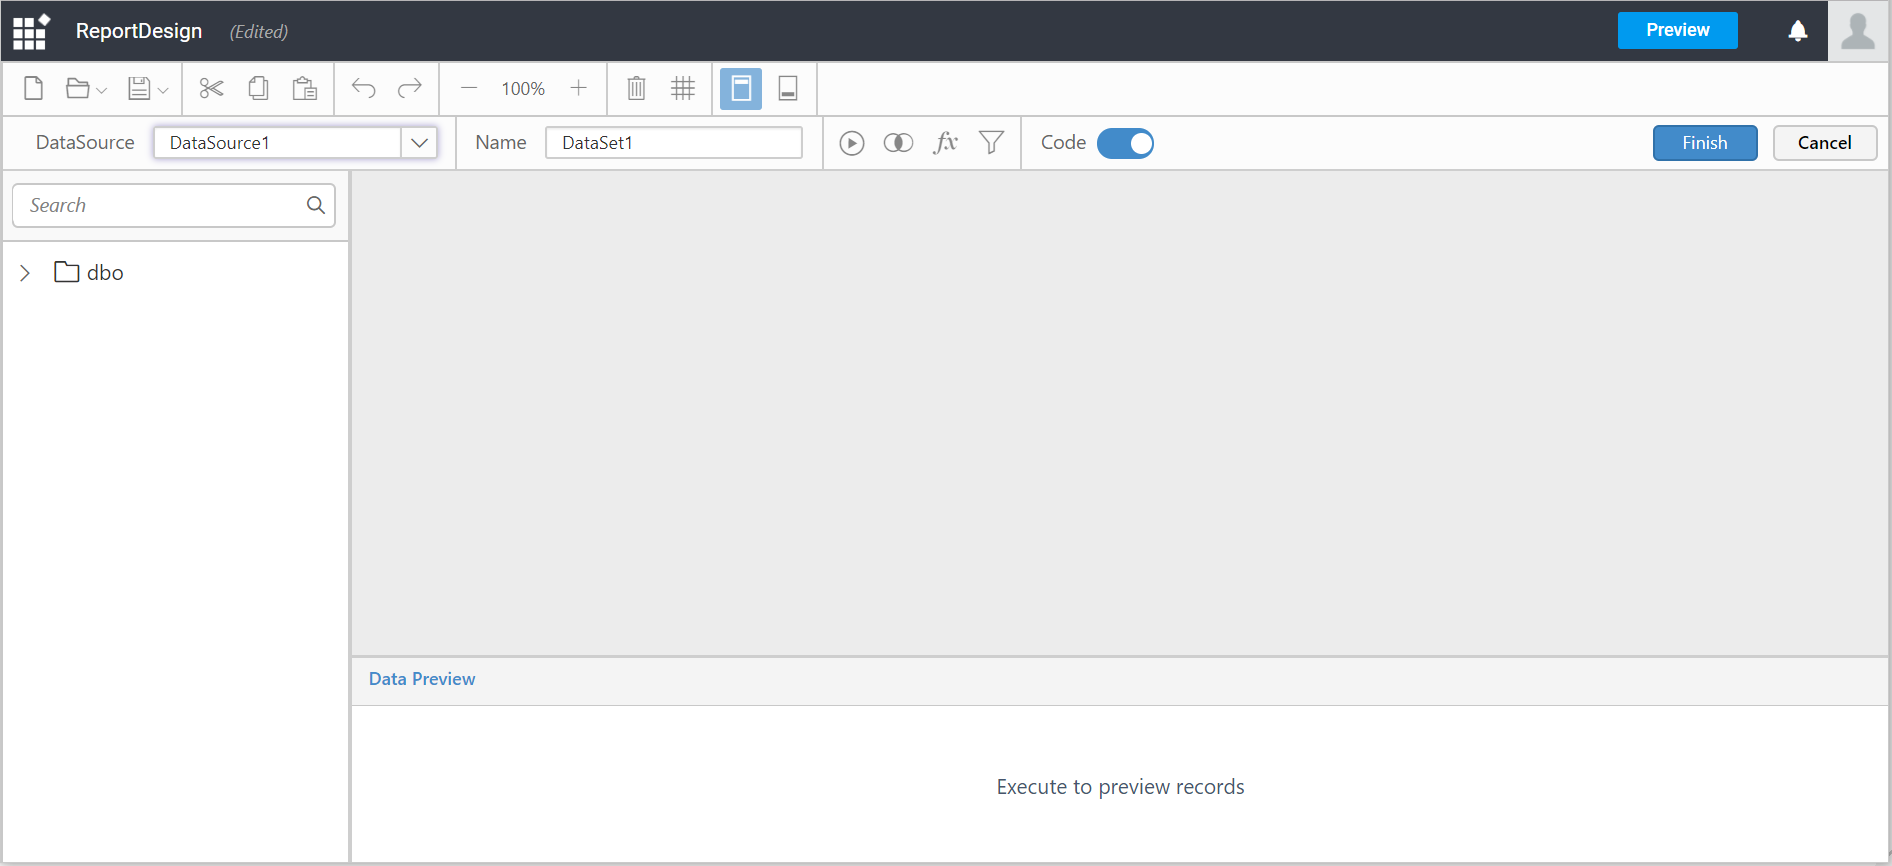 ReportDesign (Edited) Preview
100%
DataSource DataSource1 Name DataSet1 fx Code Finish Cancel
Search
dbo
Data Preview
Execute to preview records